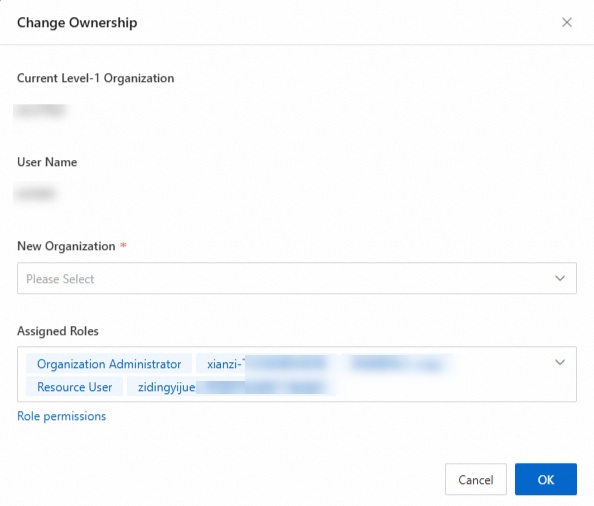 Change Ownership
Current Level-1 Organization
User Name
New Organization *
Please Select
Assigned Roles
Organization Administrator xianzi-
Resource User zidingyijue
Role permissions
Cancel OK